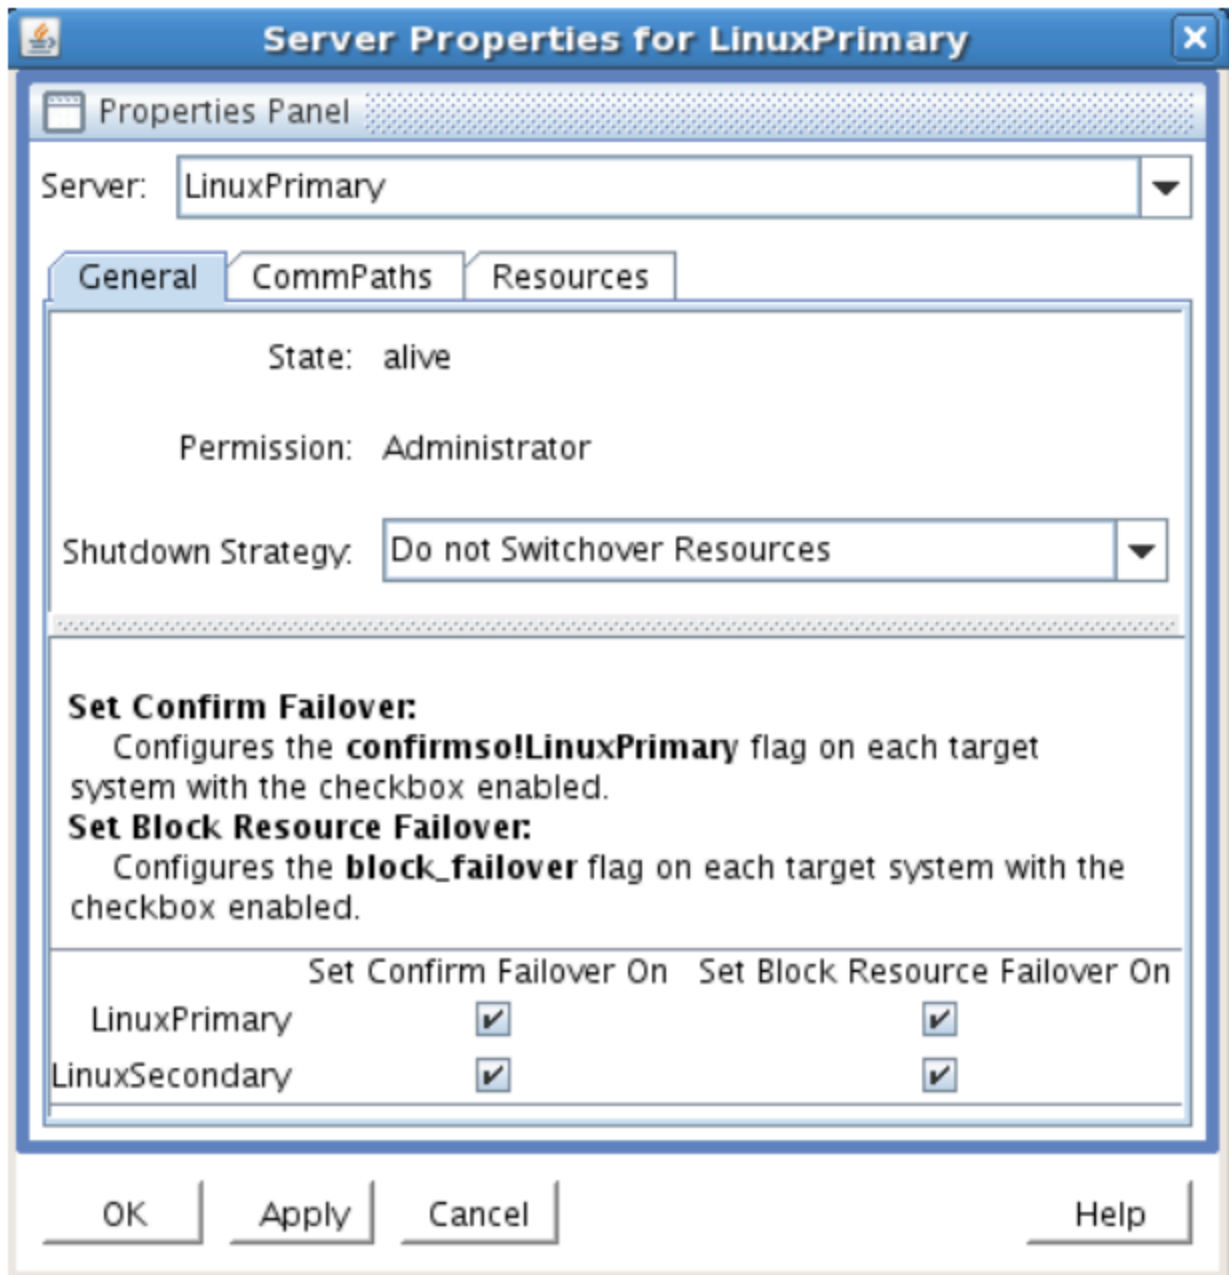 Server Properties for LinuxPrimary
Properties Panel
Server: LinuxPrimary
General CommPaths Resources
State: alive
Permission: Administrator
Shutdown Strategy: Do not Switchover Resources
Set Confirm Failover:
Configures the confirmso!LinuxPrimary flag on each target
system with the checkbox enabled.
Set Block Resource Failover:
Configures the block_failover flag on each target system with the
checkbox enabled.
Set Confirm Failover On Set Block Resource Failover On
LinuxPrimary
LinuxSecondary
OK Apply Cancel Help